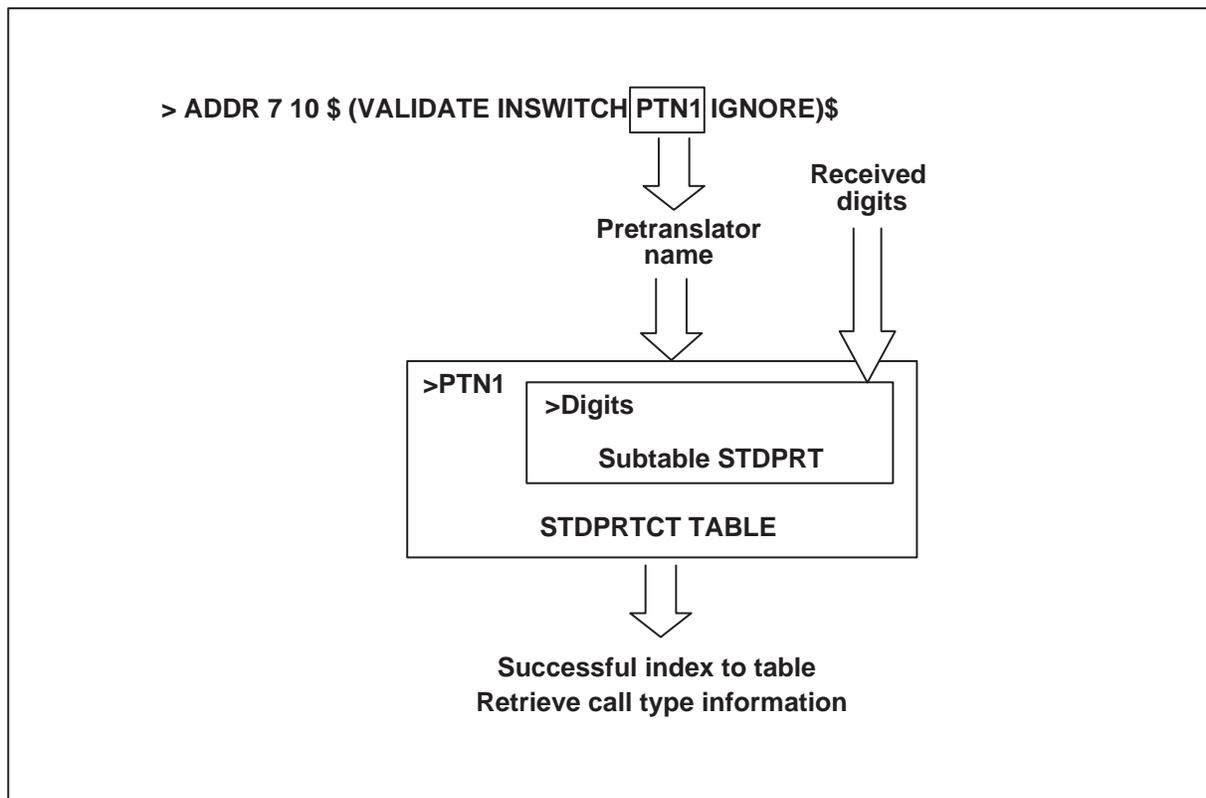 > ADDR 7 10 $ (VALIDATE INSWITCH PTN1 IGNORE)$
Received
digits
Pretranslator
name
>PTN1
>Digits
Subtable STDPRT
STDPRTCT TABLE
Successful index to table
Retrieve call type information